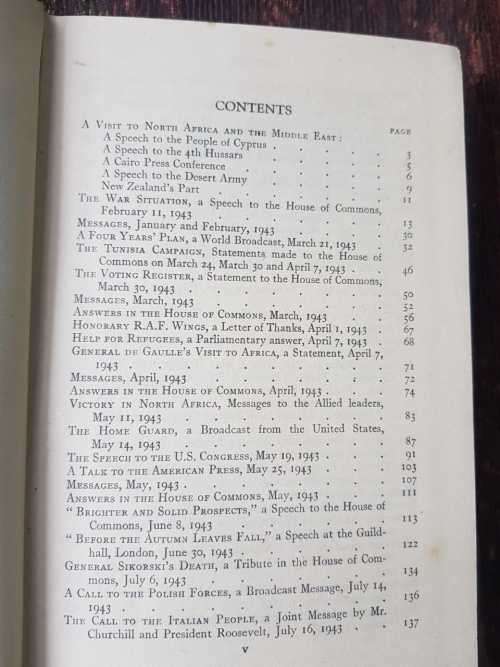 CONTENTS
PAGE
A VISIT TO NORTH AFRICA AND THE MIDDLE EAST:
A Speech to the People of Cyprus . . . . . 3
A Speech to the 4th Hussars . . . . . 5
A Cairo Press Conference . . . . . 6
A Speech to the Desert Army . . . . . 9
New Zealand's Part . . . . . 11
THE WAR SITUATION, a Speech to the House of Commons,
February 11, 1943 . . . . . 13
MESSAGES, January and February, 1943 . . . . 30
A FOUR YEARS' PLAN, a World Broadcast, March 21, 1943 . 32
THE TUNISIA CAMPAIGN, Statements made to the House of
Commons on March 24, March 30 and April 7, 1943 . . 46
THE VOTING REGISTER, a Statement to the House of Commons,
March 30, 1943 . . . . . 50
MESSAGES, March, 1943 . . . . . 52
ANSWERS IN THE HOUSE OF COMMONS, March, 1943 . . 56
HONORARY R.A.F. WINGS, a Letter of Thanks, April 1, 1943 . 67
HELP FOR REFUGEES, a Parliamentary answer, April 7, 1943 . 68
GENERAL DE GAULLE'S VISIT TO AFRICA, a Statement, April 7,
1943 . . . . . 71
MESSAGES, April, 1943 . . . . . 72
ANSWERS IN THE HOUSE OF COMMONS, April, 1943 . . . 74
VICTORY IN NORTH AFRICA, Messages to the Allied leaders,
May 11, 1943 . . . . . 83
THE HOME GUARD, a Broadcast from the United States,
May 14, 1943 . . . . . 87
THE SPEECH TO THE U.S. CONGRESS, May 19, 1943 . . . 91
A TALK TO THE AMERICAN PRESS, May 25, 1943 . . . 103
MESSAGES, May, 1943 . . . . . 107
ANSWERS IN THE HOUSE OF COMMONS, May, 1943 . . . 111
"BRIGHTER AND SOLID PROSPECTS," a Speech to the House of
Commons, June 8, 1943 . . . . . 113
"BEFORE THE AUTUMN LEAVES FALL," a Speech at the Guild-
hall, London, June 30, 1943 . . . . . 122
GENERAL SIKORSKI'S DEATH, a Tribute in the House of Com-
mons, July 6, 1943 . . . . . 134
A CALL TO THE POLISH FORCES, a Broadcast Message, July 14,
1943 . . . . . 136
THE CALL TO THE ITALIAN PEOPLE, a Joint Message by Mr.
Churchill and President Roosevelt, July 16, 1943 . . 137
v